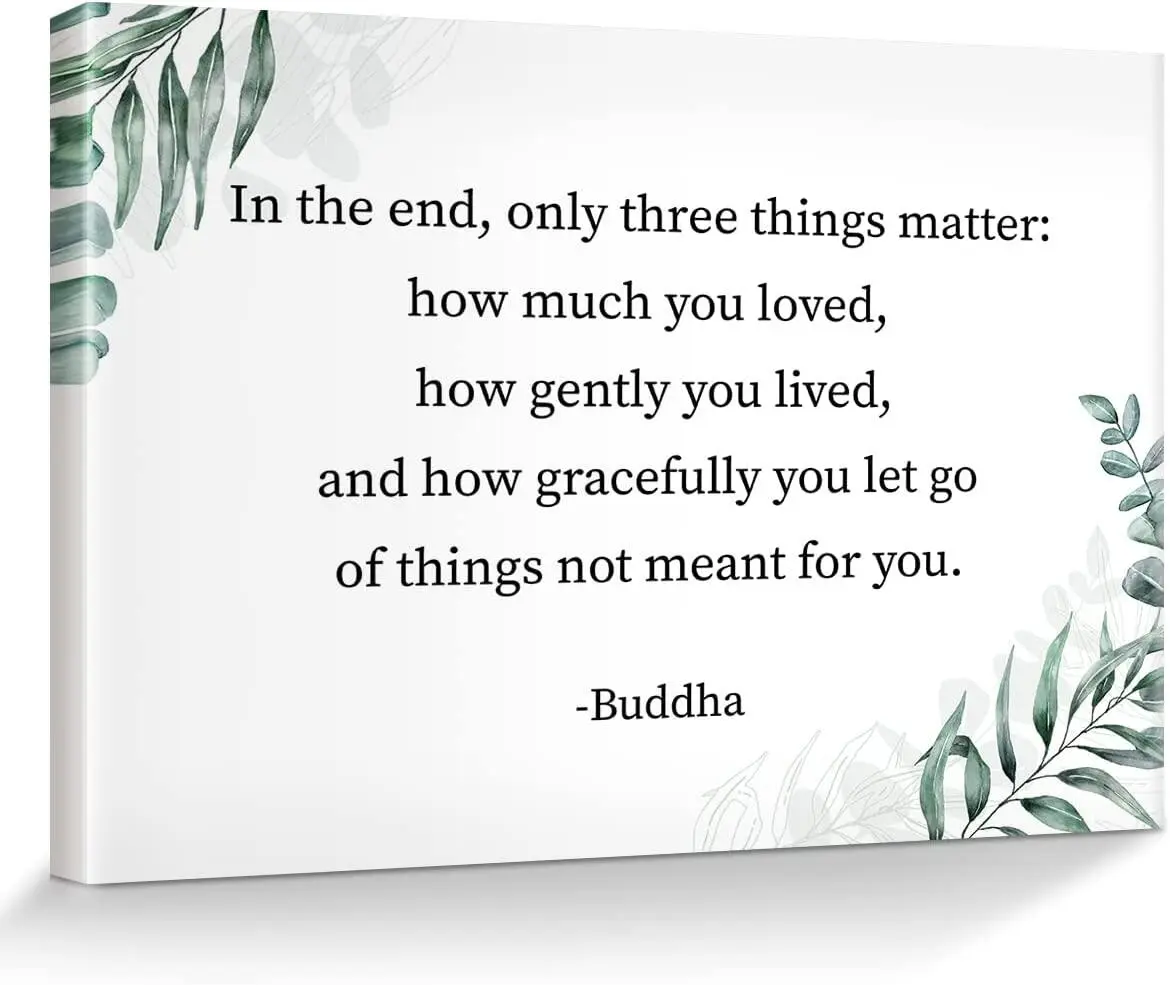 In the end, only three things matter:
how much you loved,
how gently you lived,
and how gracefully you let go
of things not meant for you.
-Buddha